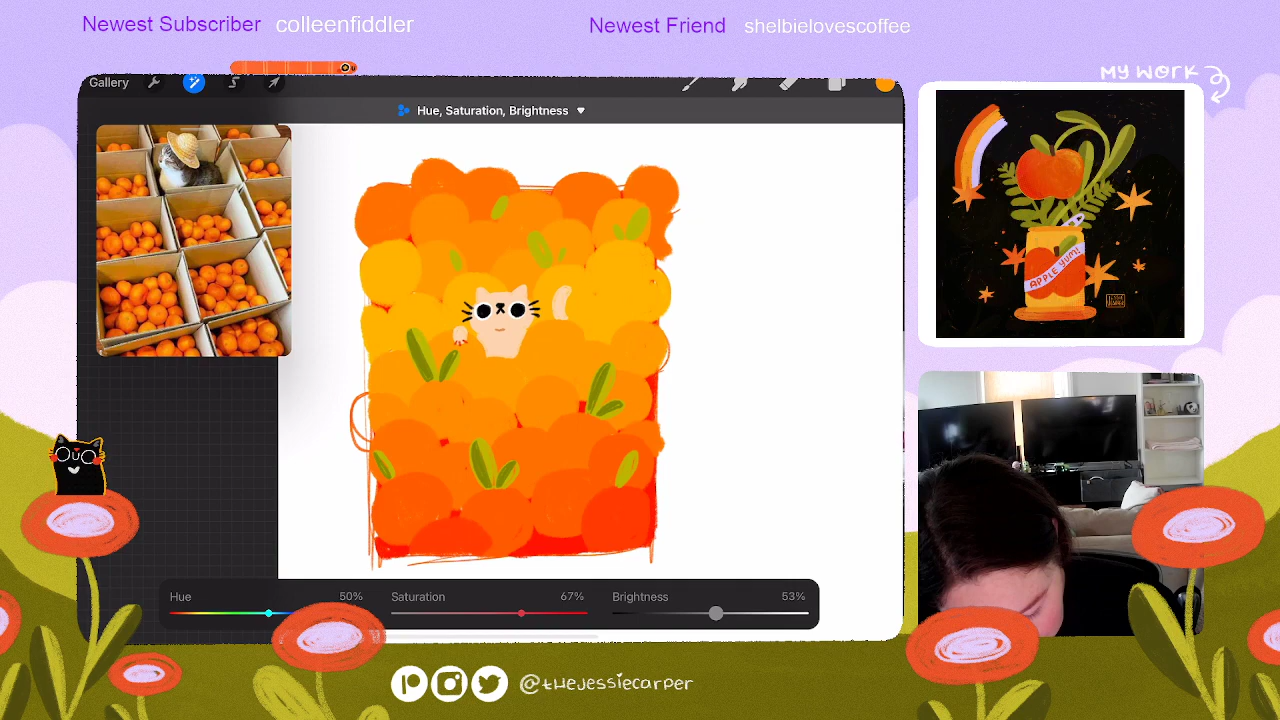 Newest Subscriber colleenfiddler
Newest Friend shelbielovescoffee
MY WORK
Gallery
Hue, Saturation, Brightness
APPLE YUM!
Hue 50%
Saturation 67%
Brightness 53%
@THEJESSIECARPER